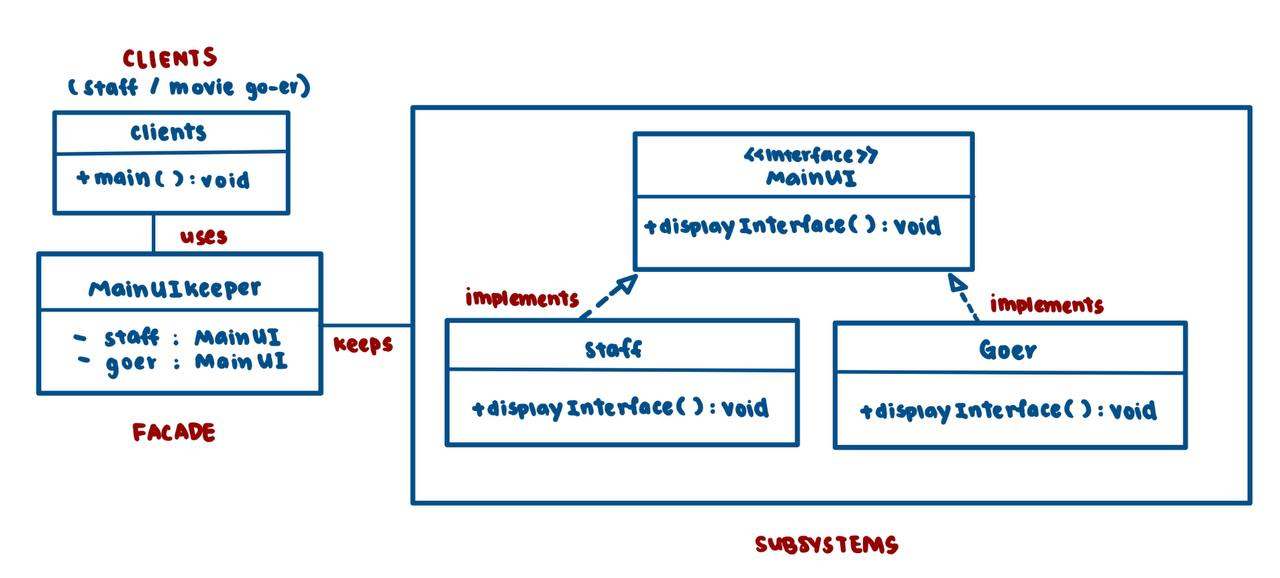 CLIENTS
(staff / movie go-er)
clients
+main( ) : void
uses
MainUIkeeper
- staff : MainUI
- goer : MainUI
FACADE
keeps
<<interface>>
MainUI
+displayInterface( ) : void
implements
implements
Staff
+displayInterface( ) : void
Goer
+displayInterface( ) : void
SUBSYSTEMS